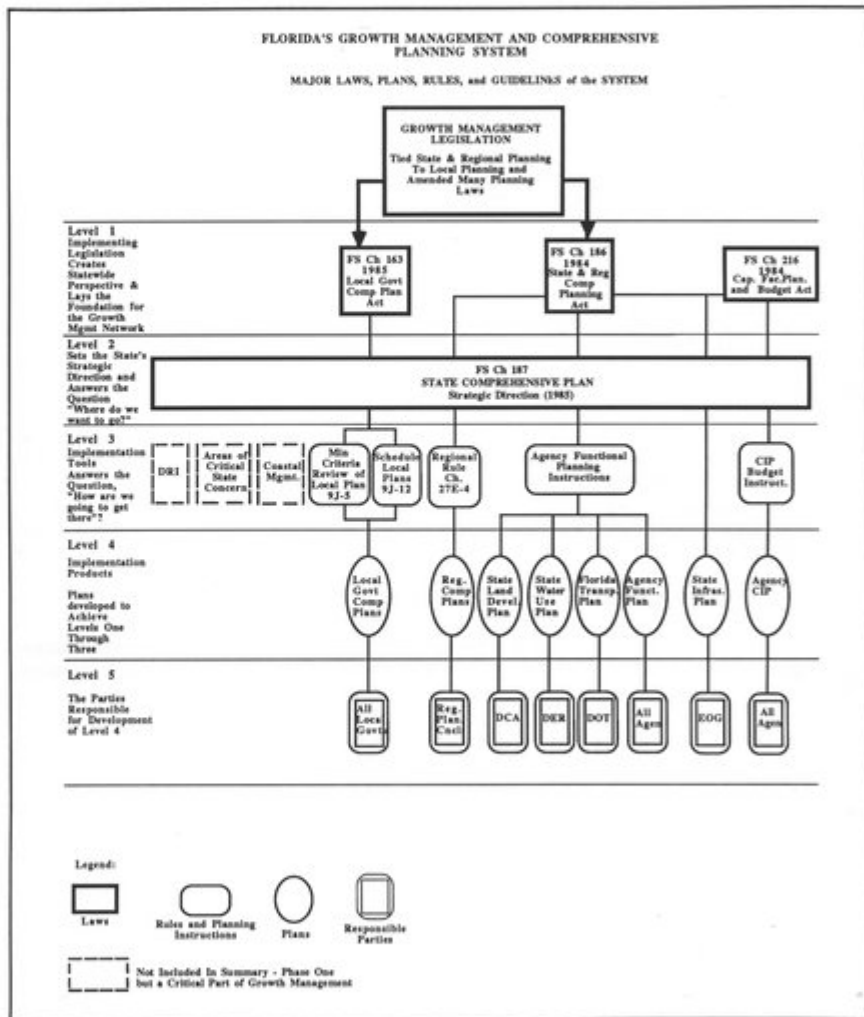 FLORIDA'S GROWTH MANAGEMENT AND COMPREHENSIVE
PLANNING SYSTEM
MAJOR LAWS, PLANS, RULES, and GUIDELINES of the SYSTEM
GROWTH MANAGEMENT
LEGISLATION
Tied State & Regional Planning
To Local Planning and
Amended Many Planning
Laws
Level 1
Implementing
Legislation
Creates
Statewide
Perspective &
Lays the
Foundation for
the Growth
Mgmt Network
FS Ch 163
1985
Local Govt
Comp Plan
Act
FS Ch 186
1984
State & Reg
Comp
Planning
Act
FS Ch 216
1984
Cap. Fac.Plan.
and Budget Act
Level 2
Sets the State's
Strategic
Direction and
Answers the
Question
"Where do we
want to go?"
FS Ch 187
STATE COMPREHENSIVE PLAN
Strategic Direction (1985)
Level 3
Implementation
Tools
Answers the
Question,
"How are we
going to get
there"?
DRI
Areas of
Critical
State
Concern
Coastal
Mgmt.
Min
Criteria
Review of
Local Plan
9J-5
Schedule
Local
Plans
9J-12
Regional
Rule
Ch.
27E-4
Agency Functional
Planning
Instructions
CIP
Budget
Instruct.
Level 4
Implementation
Products
Plans
developed to
Achieve
Levels One
Through
Three
Local
Govt
Comp
Plans
Reg.
Comp
Plans
State
Land
Devel.
Plan
State
Water
Use Plan
Florida
Transp.
Plan
Agency
Funct.
Plan
State
Infras.
Plan
Agency
CIP
Level 5
The Parties
Responsible
for Development
of Level 4
All
Local
Govts
Reg.
Plan.
Cncl
DCA
DER
DOT
All
Agen
EOG
All
Agen
Legend:
Laws
Rules and Planning
Instructions
Plans
Responsible
Parties
Not Included In Summary - Phase One
but a Critical Part of Growth Management